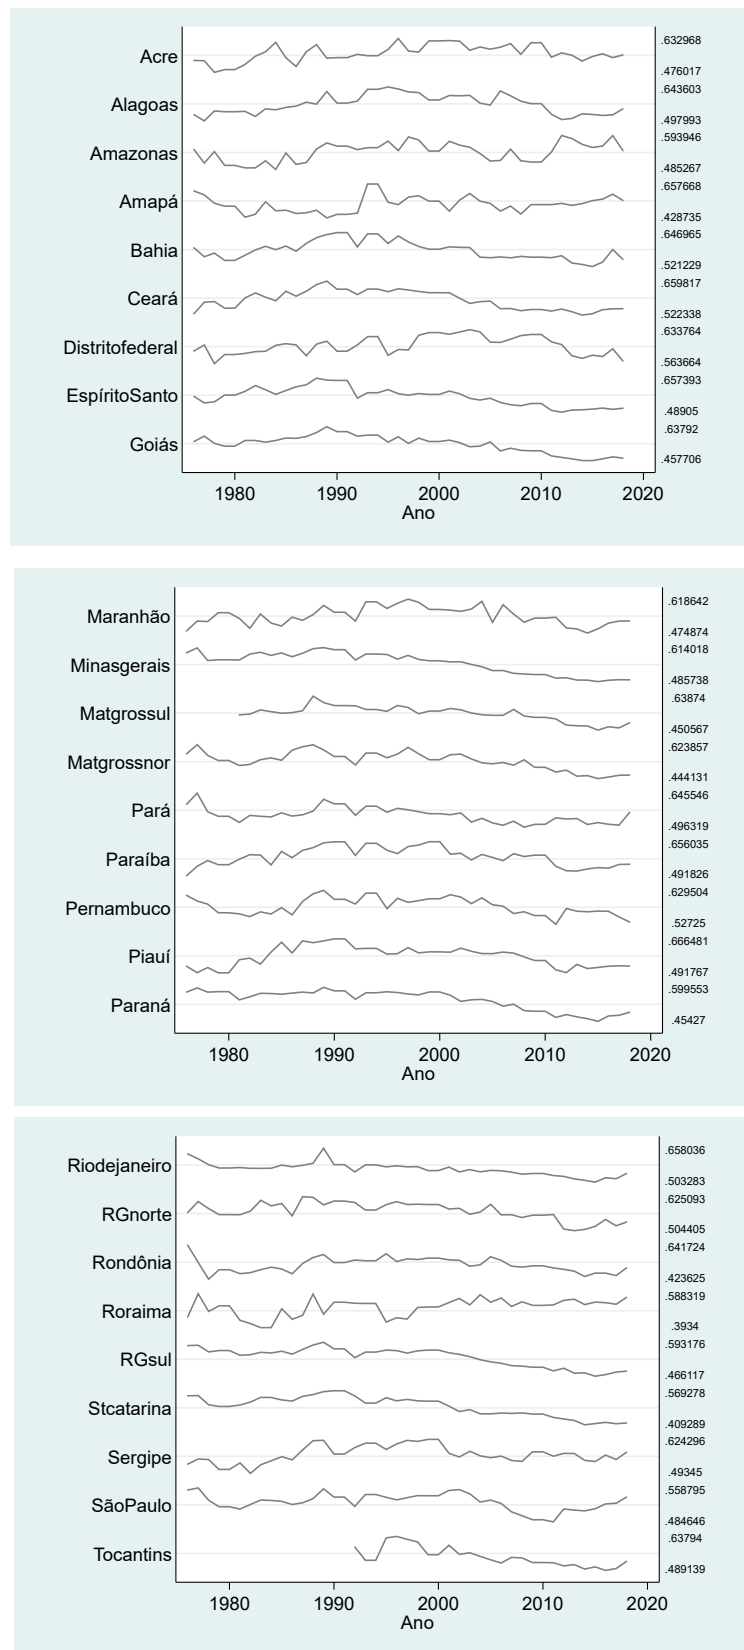 Acre .632968
.476017
Alagoas .643603
.497993
Amazonas .593946
.485267
Amapá .657668
.428735
Bahia .646965
.521229
Ceará .659817
.522338
Distritofederal .633764
.563664
EspíritoSanto .657393
.48905
Goiás .63792
.457706
1980 1990 2000 2010 2020
Ano
Maranhão .618642
.474874
Minasgerais .614018
.485738
Matgrossul .63874
.450567
Matgrossnor .623857
.444131
Pará .645546
.496319
Paraíba .656035
.491826
Pernambuco .629504
.52725
Piauí .666481
.491767
Paraná .599553
.45427
1980 1990 2000 2010 2020
Ano
Riodejaneiro .658036
.503283
RGnorte .625093
.504405
Rondônia .641724
.423625
Roraima .588319
.3934
RGsul .593176
.466117
Stcatarina .569278
.409289
Sergipe .624296
.49345
SãoPaulo .558795
.484646
Tocantins .63794
.489139
1980 1990 2000 2010 2020
Ano